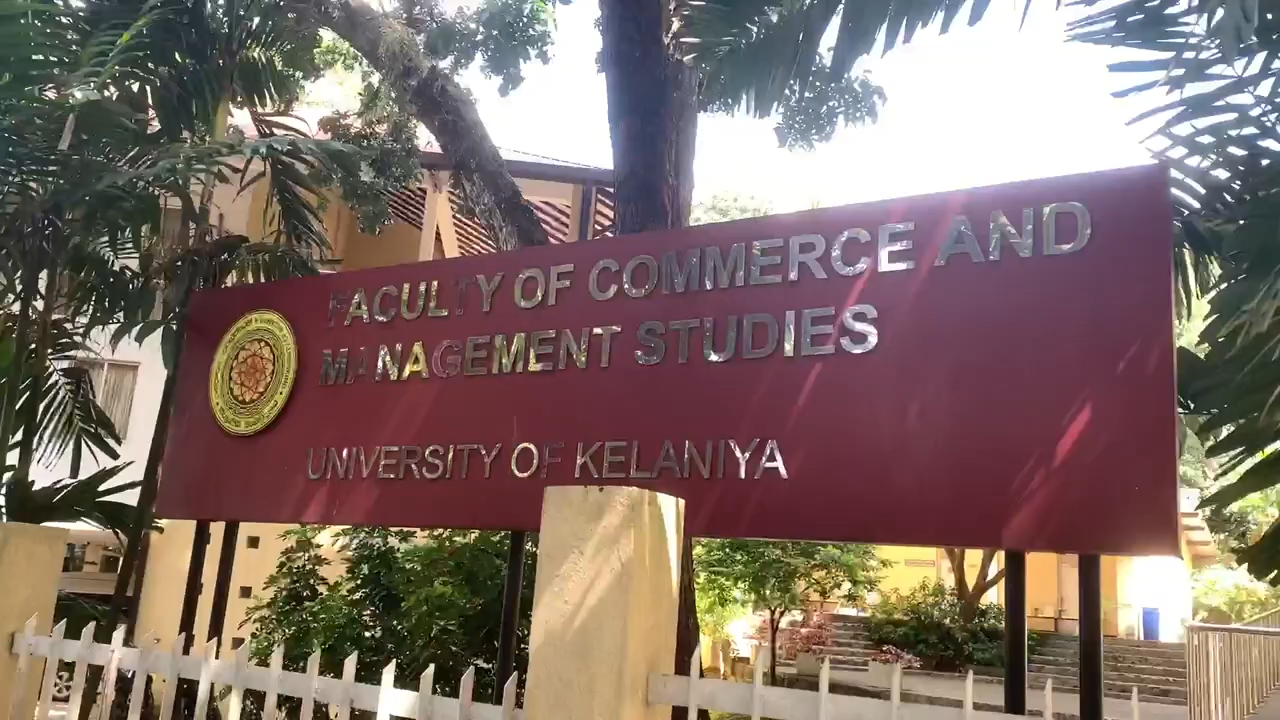 FACULTY OF COMMERCE AND
MANAGEMENT STUDIES
UNIVERSITY OF KELANIYA